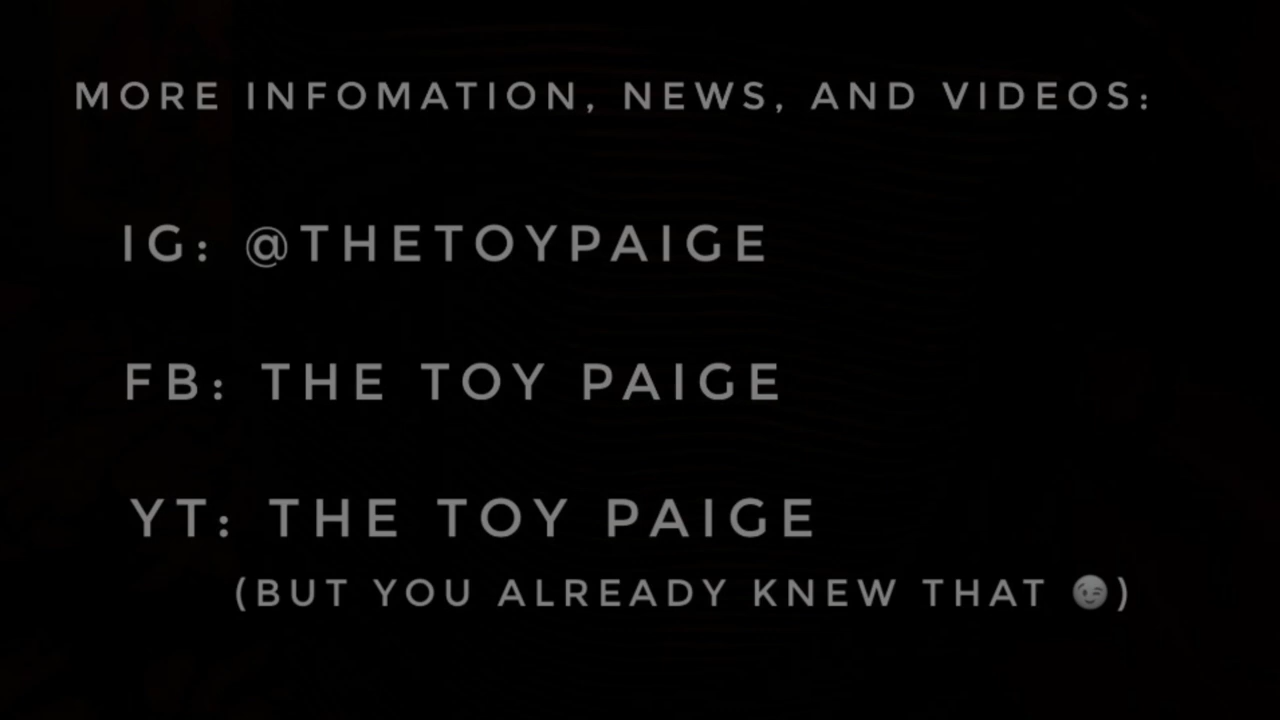 MORE INFOMATION, NEWS, AND VIDEOS:
IG: @THETOYPAIGE
FB: THE TOY PAIGE
YT: THE TOY PAIGE
(BUT YOU ALREADY KNEW THAT 😉)